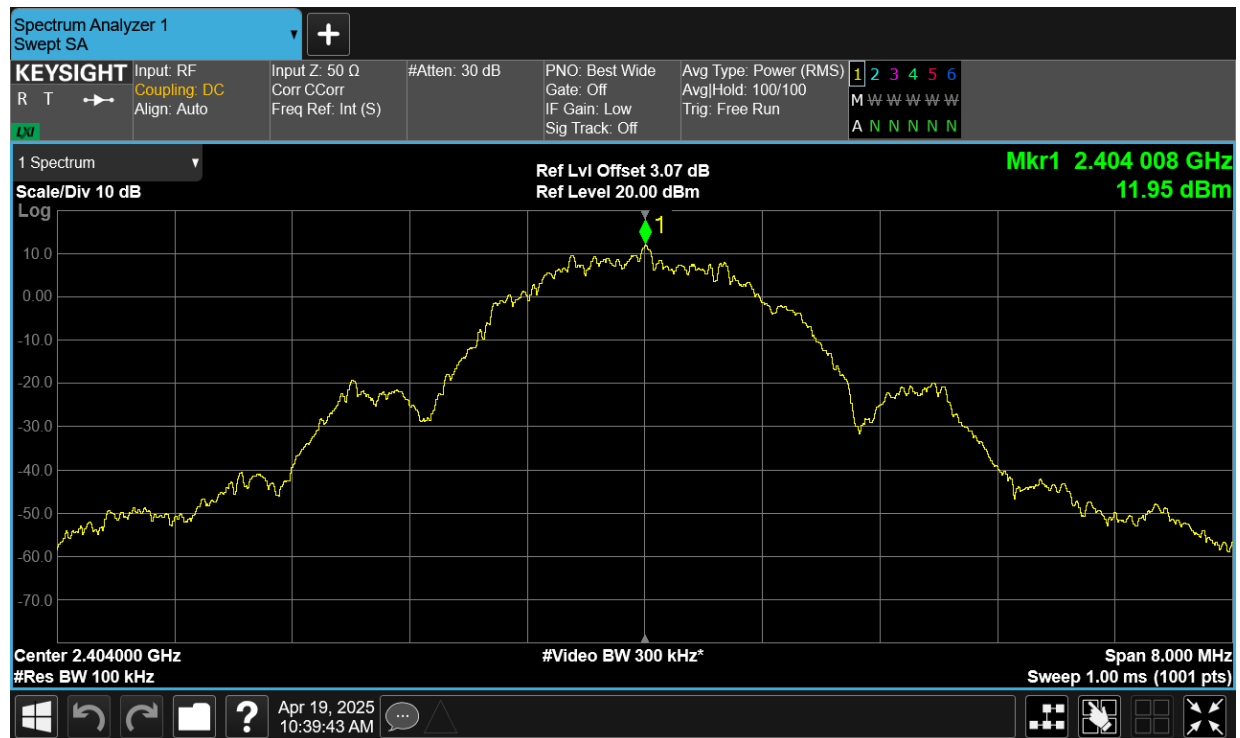 Spectrum Analyzer 1
Swept SA
KEYSIGHT
R T
LXI
Input: RF
Coupling: DC
Align: Auto
Input Z: 50 Ω
Corr CCorr
Freq Ref: Int (S)
#Atten: 30 dB
PNO: Best Wide
Gate: Off
IF Gain: Low
Sig Track: Off
Avg Type: Power (RMS)
Avg|Hold: 100/100
Trig: Free Run
1 2 3 4 5 6
M W W W W W
A N N N N N
1 Spectrum
Scale/Div 10 dB
Log
Ref Lvl Offset 3.07 dB
Ref Level 20.00 dBm
Mkr1 2.404 008 GHz
11.95 dBm
1
10.0
0.00
-10.0
-20.0
-30.0
-40.0
-50.0
-60.0
-70.0
Center 2.404000 GHz
#Res BW 100 kHz
#Video BW 300 kHz*
Span 8.000 MHz
Sweep 1.00 ms (1001 pts)
?
Apr 19, 2025
10:39:43 AM